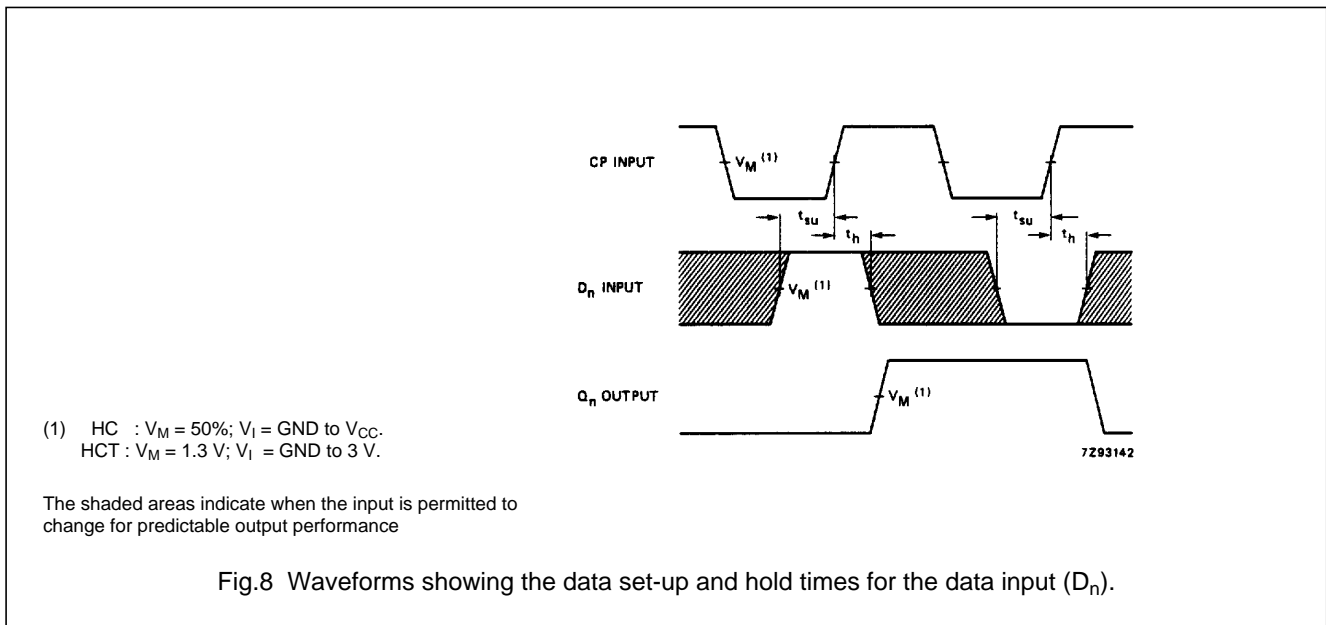 CP INPUT
V_M (1)
t_su
t_h
t_su
t_h
D_n INPUT
V_M (1)
Q_n OUTPUT
V_M (1)
7Z93142
(1) HC : V_M = 50%; V_I = GND to V_CC.
HCT : V_M = 1.3 V; V_I = GND to 3 V.
The shaded areas indicate when the input is permitted to
change for predictable output performance
Fig.8 Waveforms showing the data set-up and hold times for the data input (D_n).